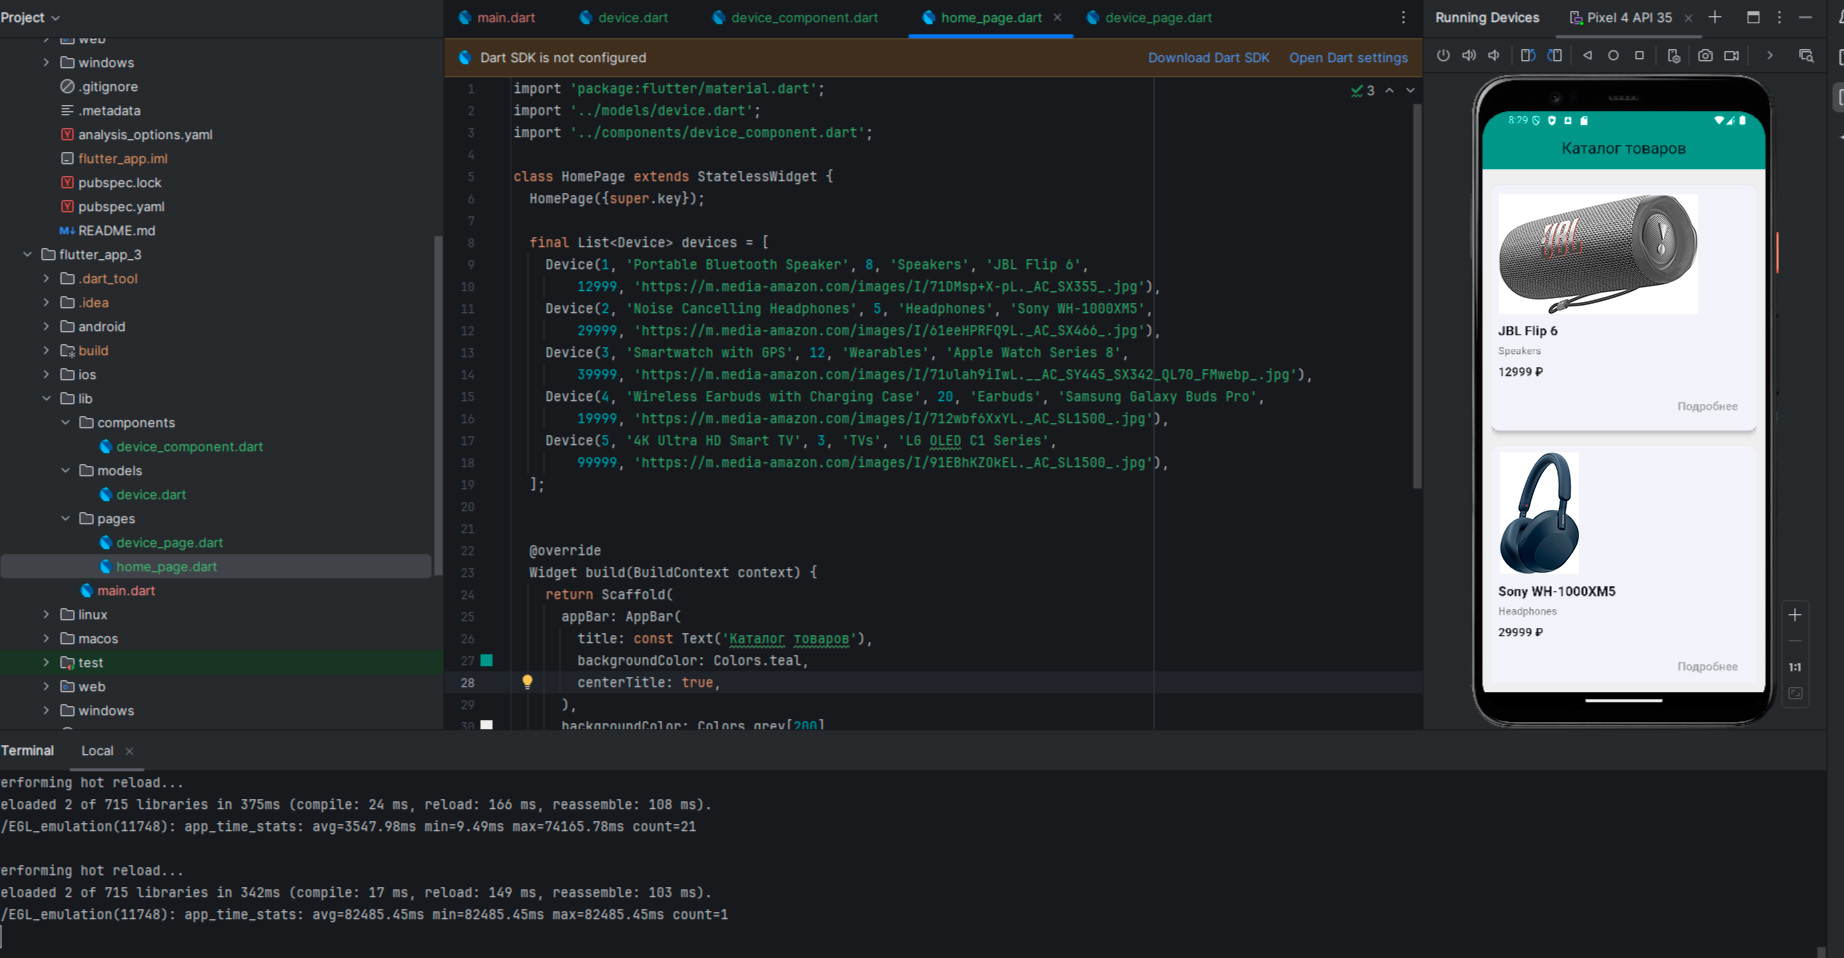 Project
web
windows
.gitignore
.metadata
analysis_options.yaml
flutter_app.iml
pubspec.lock
pubspec.yaml
M↓ README.md
flutter_app_3
.dart_tool
.idea
android
build
ios
lib
components
device_component.dart
models
device.dart
pages
device_page.dart
home_page.dart
main.dart
linux
macos
test
web
windows
main.dart device.dart device_component.dart home_page.dart device_page.dart
Dart SDK is not configured Download Dart SDK Open Dart settings
3
1 import 'package:flutter/material.dart';
2 import '../models/device.dart';
3 import '../components/device_component.dart';
4
5 class HomePage extends StatelessWidget {
6 HomePage({super.key});
7
8 final List<Device> devices = [
9 Device(1, 'Portable Bluetooth Speaker', 8, 'Speakers', 'JBL Flip 6',
10 12999, 'https://m.media-amazon.com/images/I/71DMsp+X-pL._AC_SX355_.jpg'),
11 Device(2, 'Noise Cancelling Headphones', 5, 'Headphones', 'Sony WH-1000XM5',
12 29999, 'https://m.media-amazon.com/images/I/61eeHPRFQ9L._AC_SX466_.jpg'),
13 Device(3, 'Smartwatch with GPS', 12, 'Wearables', 'Apple Watch Series 8',
14 39999, 'https://m.media-amazon.com/images/I/71ulah9iIwL.__AC_SY445_SX342_QL70_FMwebp_.jpg'),
15 Device(4, 'Wireless Earbuds with Charging Case', 20, 'Earbuds', 'Samsung Galaxy Buds Pro',
16 19999, 'https://m.media-amazon.com/images/I/712wbf6XxYL._AC_SL1500_.jpg'),
17 Device(5, '4K Ultra HD Smart TV', 3, 'TVs', 'LG OLED C1 Series',
18 99999, 'https://m.media-amazon.com/images/I/91EBhKZOkEL._AC_SL1500_.jpg'),
19 ];
20
21
22 @override
23 Widget build(BuildContext context) {
24 return Scaffold(
25 appBar: AppBar(
26 title: const Text('Каталог товаров'),
27 backgroundColor: Colors.teal,
28 centerTitle: true,
29 ),
30 backgroundColor: Colors.grey[200]
Running Devices Pixel 4 API 35
8:29
Каталог товаров
JBL
JBL Flip 6
Speakers
12999 ₽
Подробнее
Sony WH-1000XM5
Headphones
29999 ₽
Подробнее
1:1
Terminal Local
erforming hot reload...
eloaded 2 of 715 libraries in 375ms (compile: 24 ms, reload: 166 ms, reassemble: 108 ms).
/EGL_emulation(11748): app_time_stats: avg=3547.98ms min=9.49ms max=74165.78ms count=21
erforming hot reload...
eloaded 2 of 715 libraries in 342ms (compile: 17 ms, reload: 149 ms, reassemble: 103 ms).
/EGL_emulation(11748): app_time_stats: avg=82485.45ms min=82485.45ms max=82485.45ms count=1